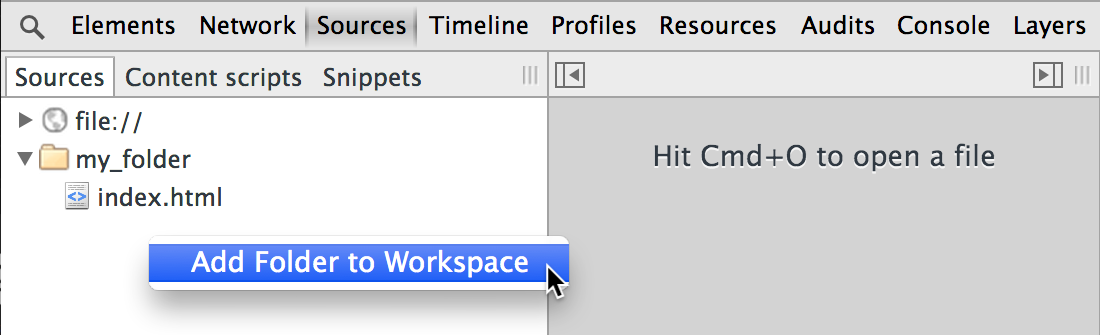 Elements Network Sources Timeline Profiles Resources Audits Console Layers
Sources Content scripts Snippets
file://
my_folder
index.html
Add Folder to Workspace
Hit Cmd+O to open a file